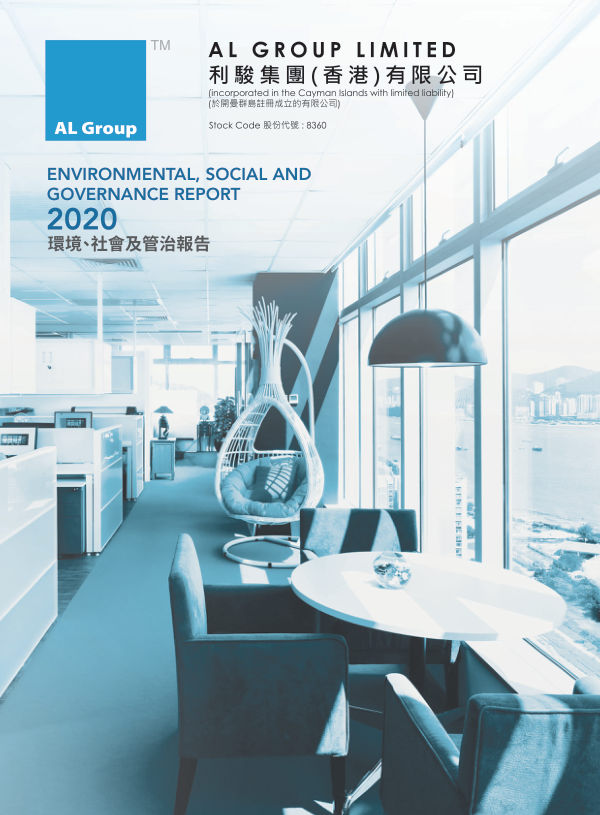 TM
AL Group
AL GROUP LIMITED
利駿集團(香港)有限公司
(incorporated in the Cayman Islands with limited liability)
(於開曼群島註冊成立的有限公司)
Stock Code 股份代號 : 8360
ENVIRONMENTAL, SOCIAL AND
GOVERNANCE REPORT
2020
環境、社會及管治報告